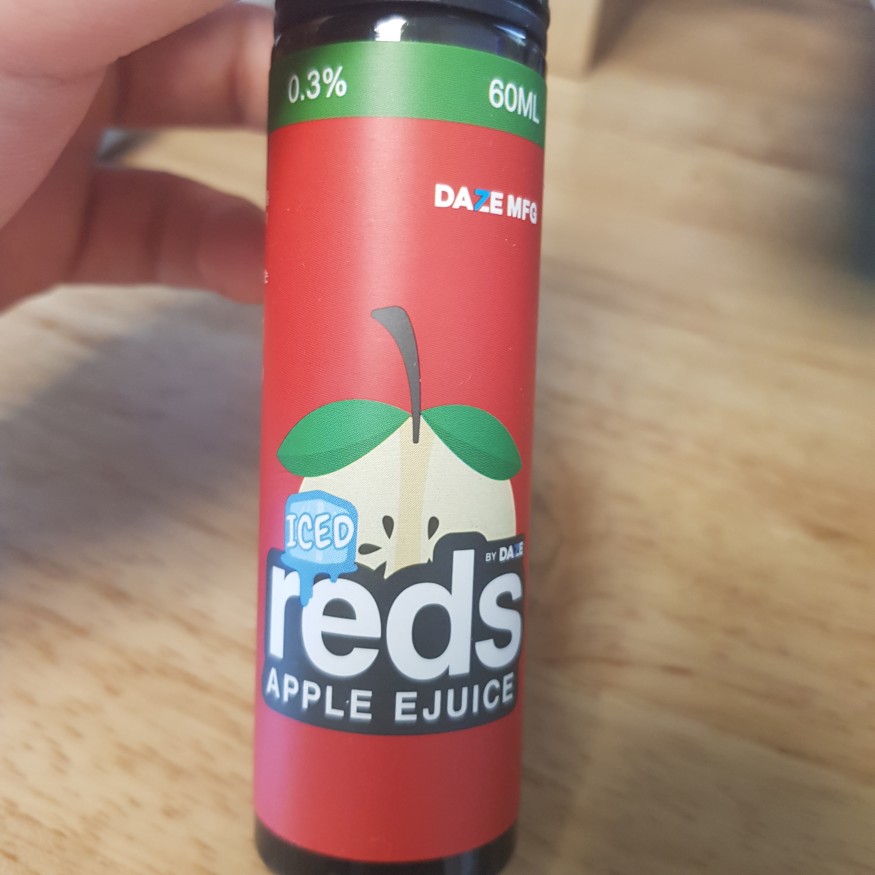 0.3% 60ML
DAZE MFG
ICED
BY DAZE
reds
APPLE EJUICE